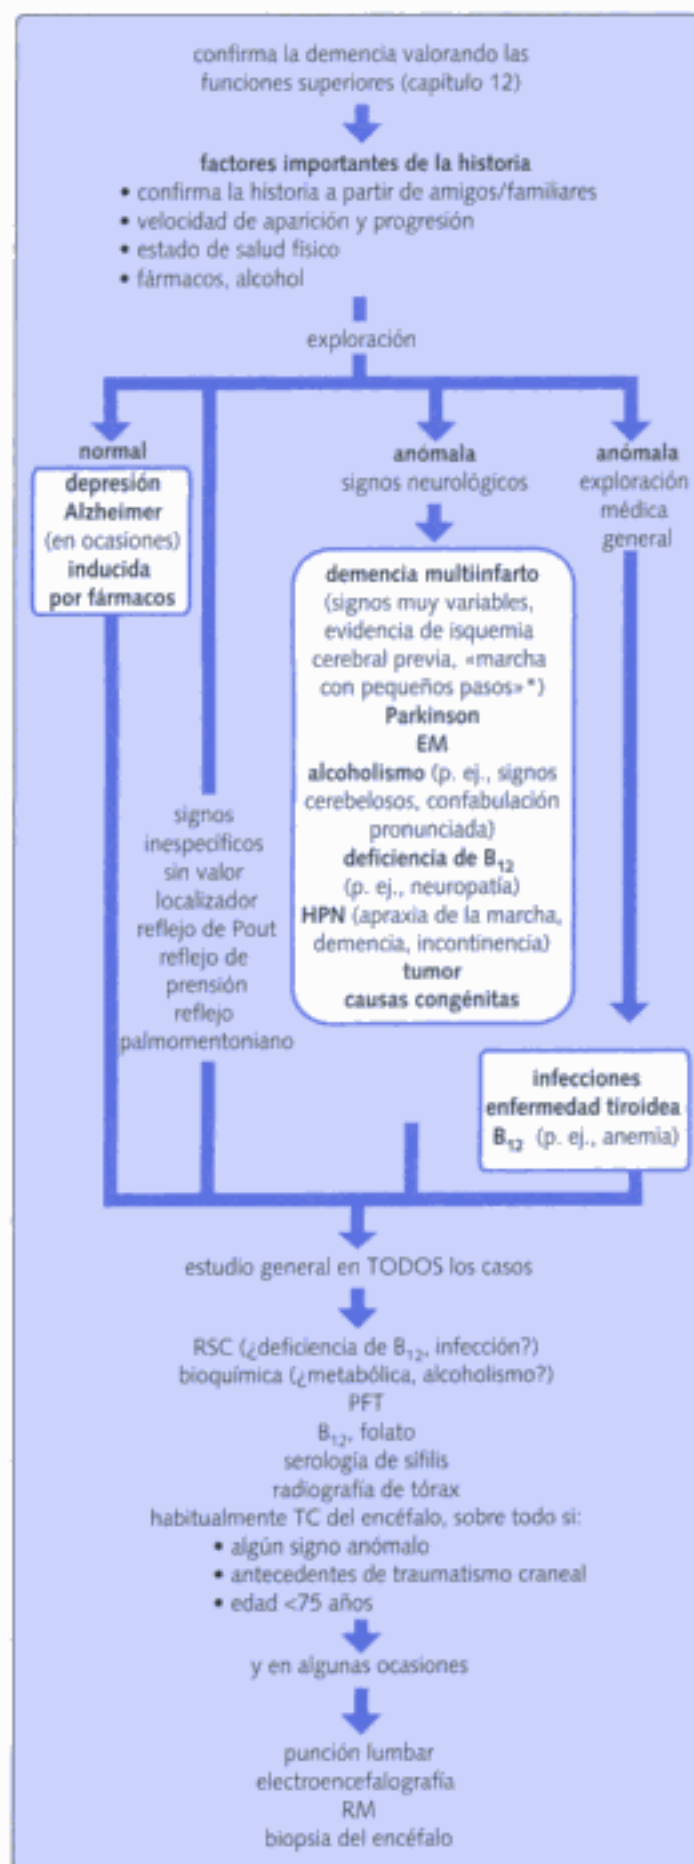 confirma la demencia valorando las
funciones superiores (capítulo 12)
factores importantes de la historia
• confirma la historia a partir de amigos/familiares
• velocidad de aparición y progresión
• estado de salud físico
• fármacos, alcohol
exploración
normal
depresión
Alzheimer
(en ocasiones)
inducida
por fármacos
signos
inespecíficos
sin valor
localizador
reflejo de Pout
reflejo de
prensión
reflejo
palmomentoniano
anómala
signos neurológicos
demencia multiinfarto
(signos muy variables,
evidencia de isquemia
cerebral previa, «marcha
con pequeños pasos»*)
Parkinson
EM
alcoholismo (p. ej., signos
cerebelosos, confabulación
pronunciada)
deficiencia de B12
(p. ej., neuropatía)
HPN (apraxia de la marcha,
demencia, incontinencia)
tumor
causas congénitas
anómala
exploración
médica
general
infecciones
enfermedad tiroidea
B12 (p. ej., anemia)
estudio general en TODOS los casos
RSC (¿deficiencia de B12, infección?)
bioquímica (¿metabólica, alcoholismo?)
PFT
B12, folato
serología de sífilis
radiografía de tórax
habitualmente TC del encéfalo, sobre todo si:
• algún signo anómalo
• antecedentes de traumatismo craneal
• edad <75 años
y en algunas ocasiones
punción lumbar
electroencefalografía
RM
biopsia del encéfalo